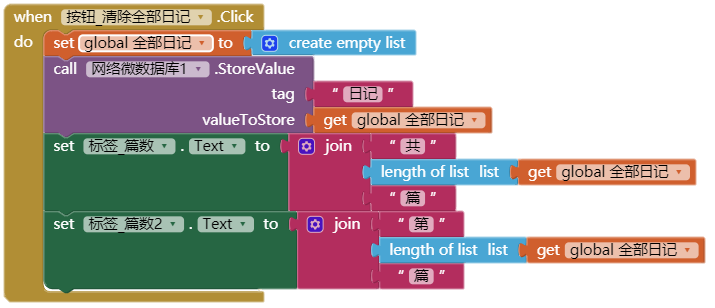 when 按钮_清除全部日记 .Click
do set global 全部日记 to create empty list
call 网络微数据库1 .StoreValue
tag " 日记 "
valueToStore get global 全部日记
set 标签_篇数 . Text to join " 共 "
length of list list get global 全部日记
" 篇 "
set 标签_篇数2 . Text to join " 第 "
length of list list get global 全部日记
" 篇 "